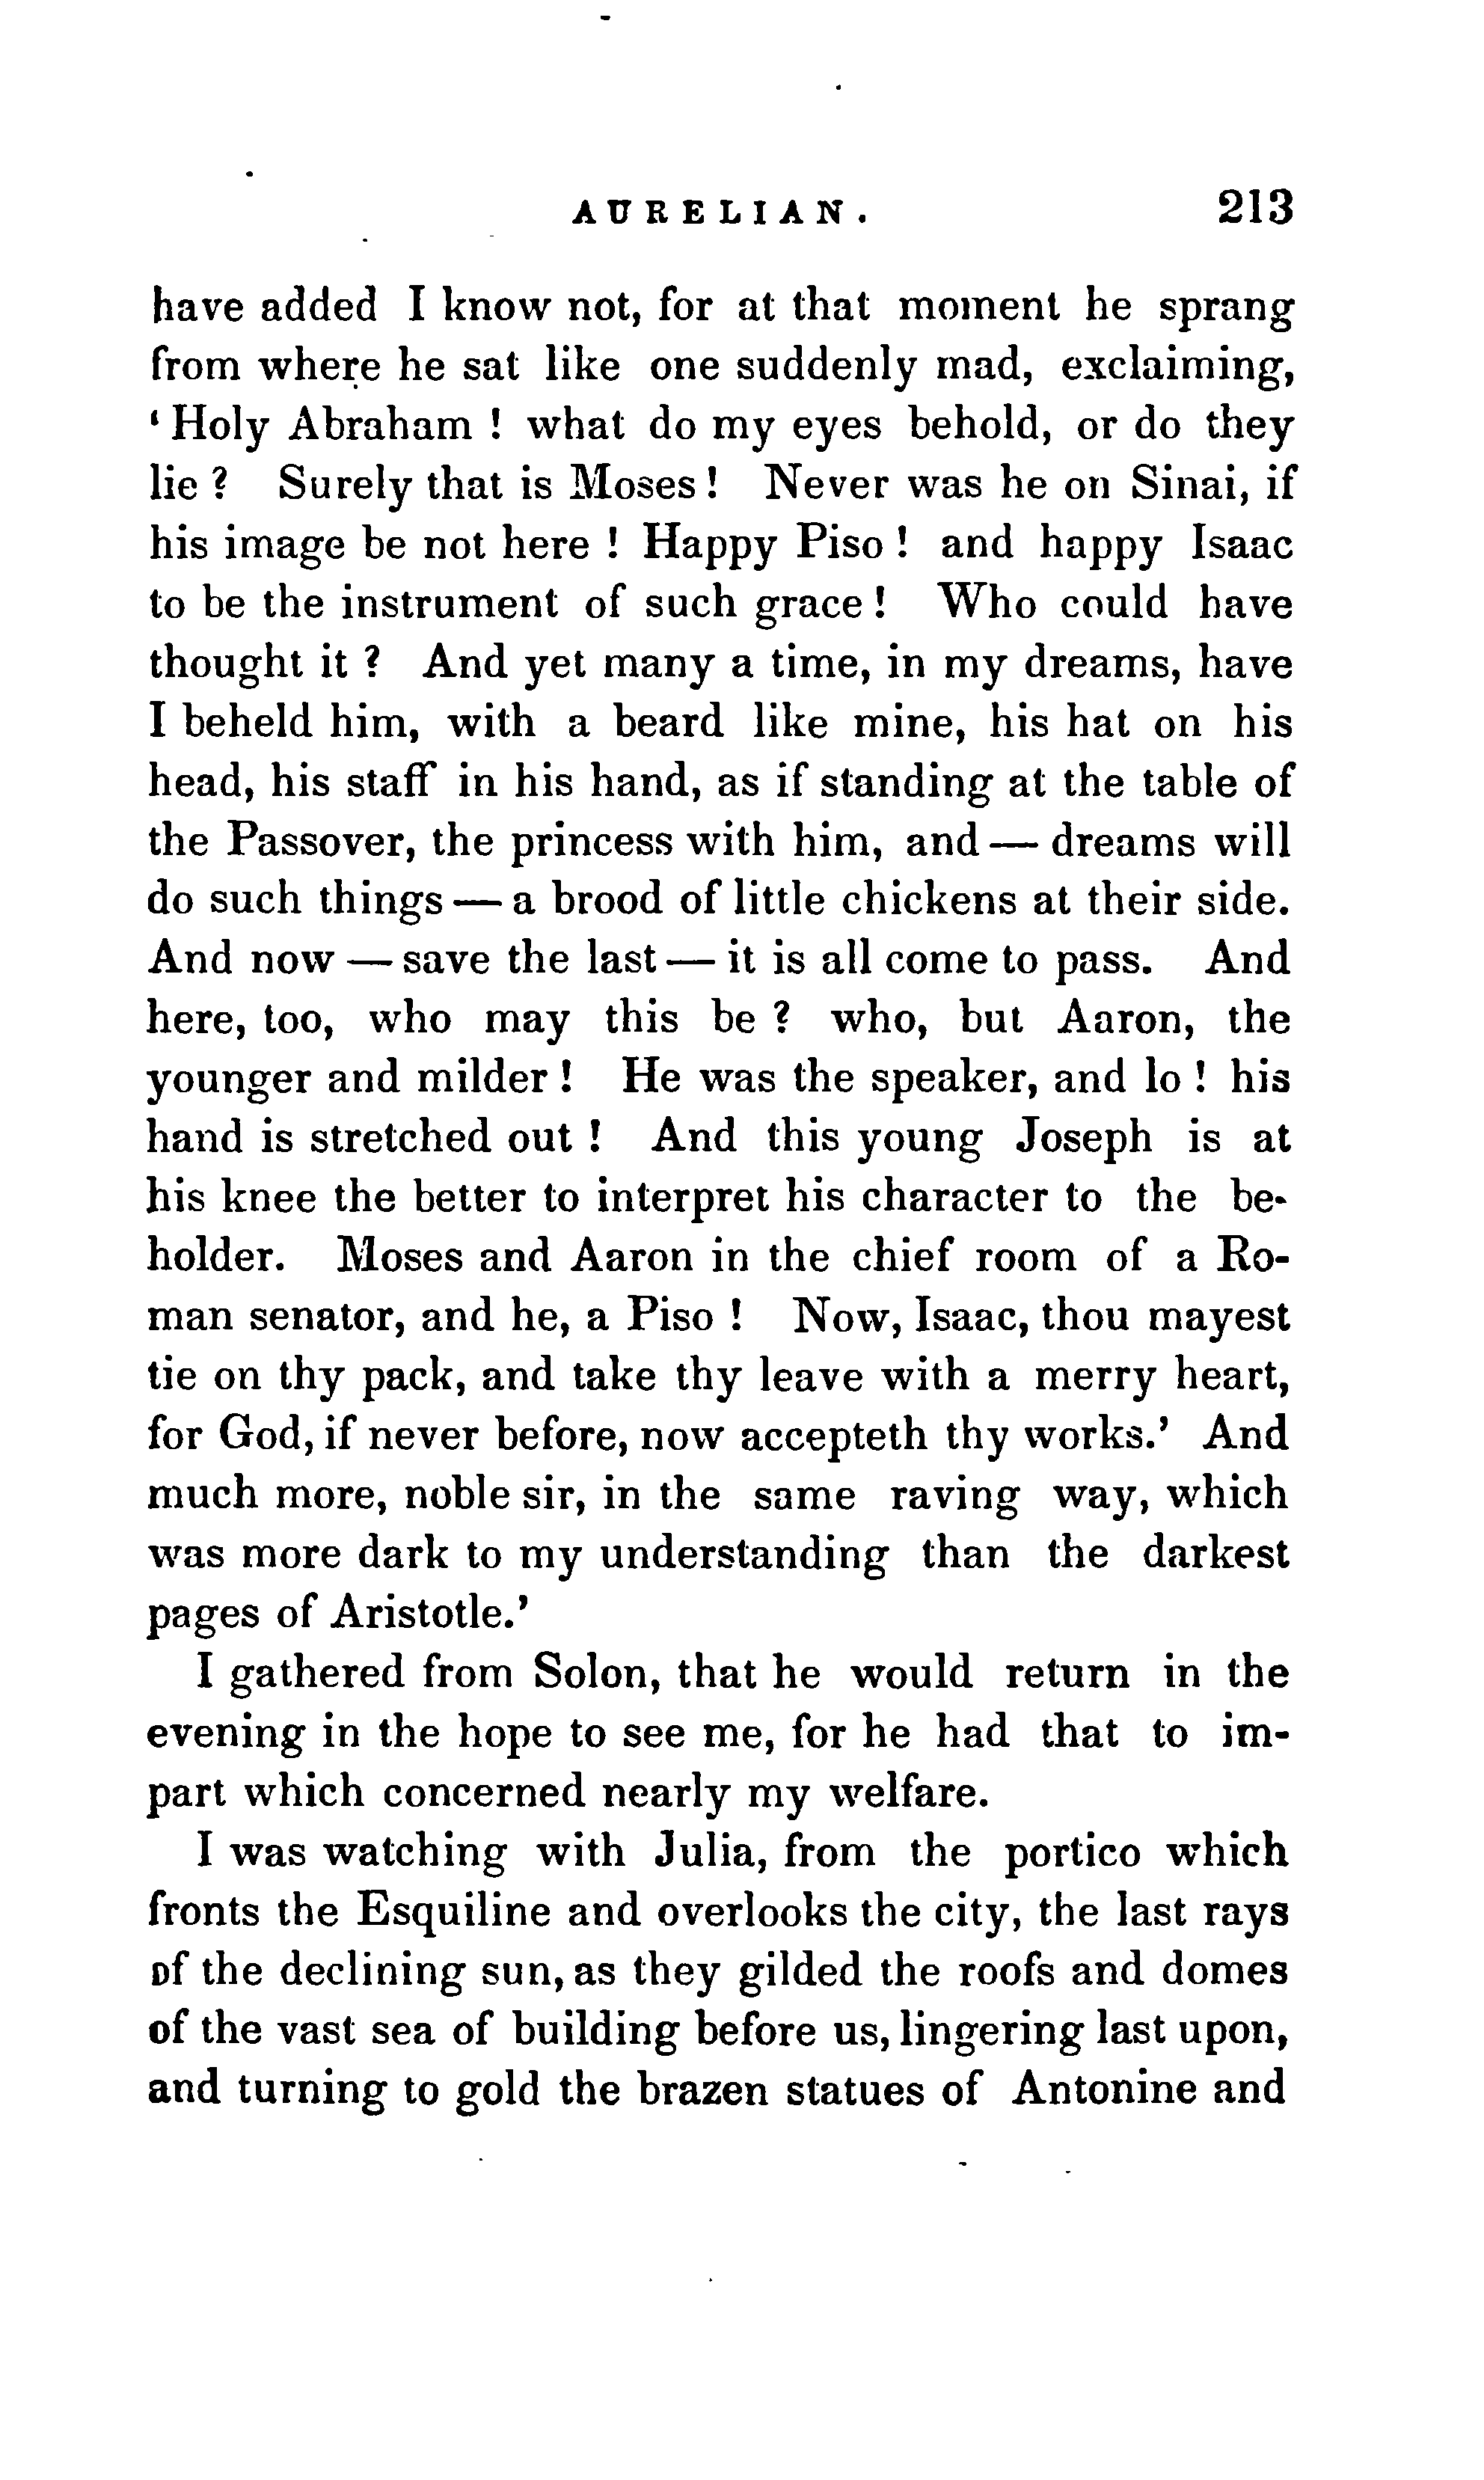 AURELIAN. 213
have added I know not, for at that moment he sprang
from where he sat like one suddenly mad, exclaiming,
‘Holy Abraham ! what do my eyes behold, or do they
lie ? Surely that is Moses ! Never was he on Sinai, if
his image be not here ! Happy Piso ! and happy Isaac
to be the instrument of such grace ! Who could have
thought it ? And yet many a time, in my dreams, have
I beheld him, with a beard like mine, his hat on his
head, his staff in his hand, as if standing at the table of
the Passover, the princess with him, and — dreams will
do such things — a brood of little chickens at their side.
And now — save the last — it is all come to pass. And
here, too, who may this be ? who, but Aaron, the
younger and milder ! He was the speaker, and lo ! his
hand is stretched out ! And this young Joseph is at
his knee the better to interpret his character to the be-
holder. Moses and Aaron in the chief room of a Ro-
man senator, and he, a Piso ! Now, Isaac, thou mayest
tie on thy pack, and take thy leave with a merry heart,
for God, if never before, now accepteth thy works.’ And
much more, noble sir, in the same raving way, which
was more dark to my understanding than the darkest
pages of Aristotle.’
I gathered from Solon, that he would return in the
evening in the hope to see me, for he had that to im-
part which concerned nearly my welfare.
I was watching with Julia, from the portico which
fronts the Esquiline and overlooks the city, the last rays
of the declining sun, as they gilded the roofs and domes
of the vast sea of building before us, lingering last upon,
and turning to gold the brazen statues of Antonine and